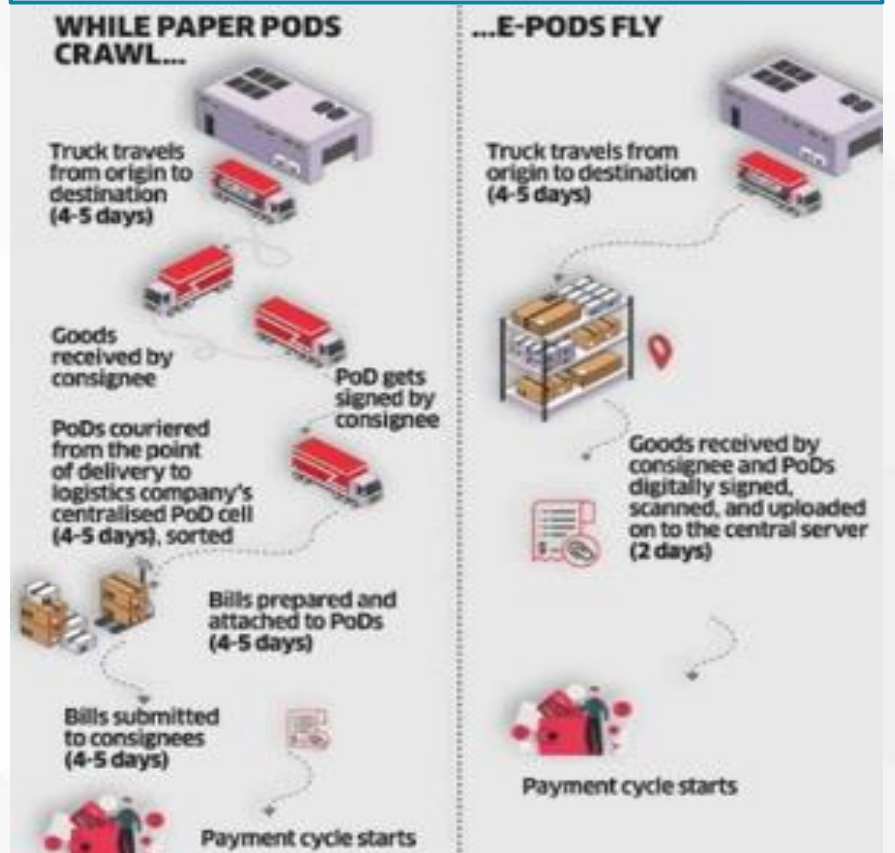 WHILE PAPER PODS
CRAWL...
Truck travels
from origin to
destination
(4-5 days)
Goods
received by
consignee
PoD gets
signed by
consignee
PoDs couriered
from the point
of delivery to
logistics company's
centralised PoD cell
(4-5 days), sorted
Bills prepared and
attached to PoDs
(4-5 days)
Bills submitted
to consignees
(4-5 days)
Payment cycle starts
...E-PODS FLY
Truck travels from
origin to destination
(4-5 days)
Goods received by
consignee and PoDs
digitally signed,
scanned, and uploaded
on to the central server
(2 days)
Payment cycle starts